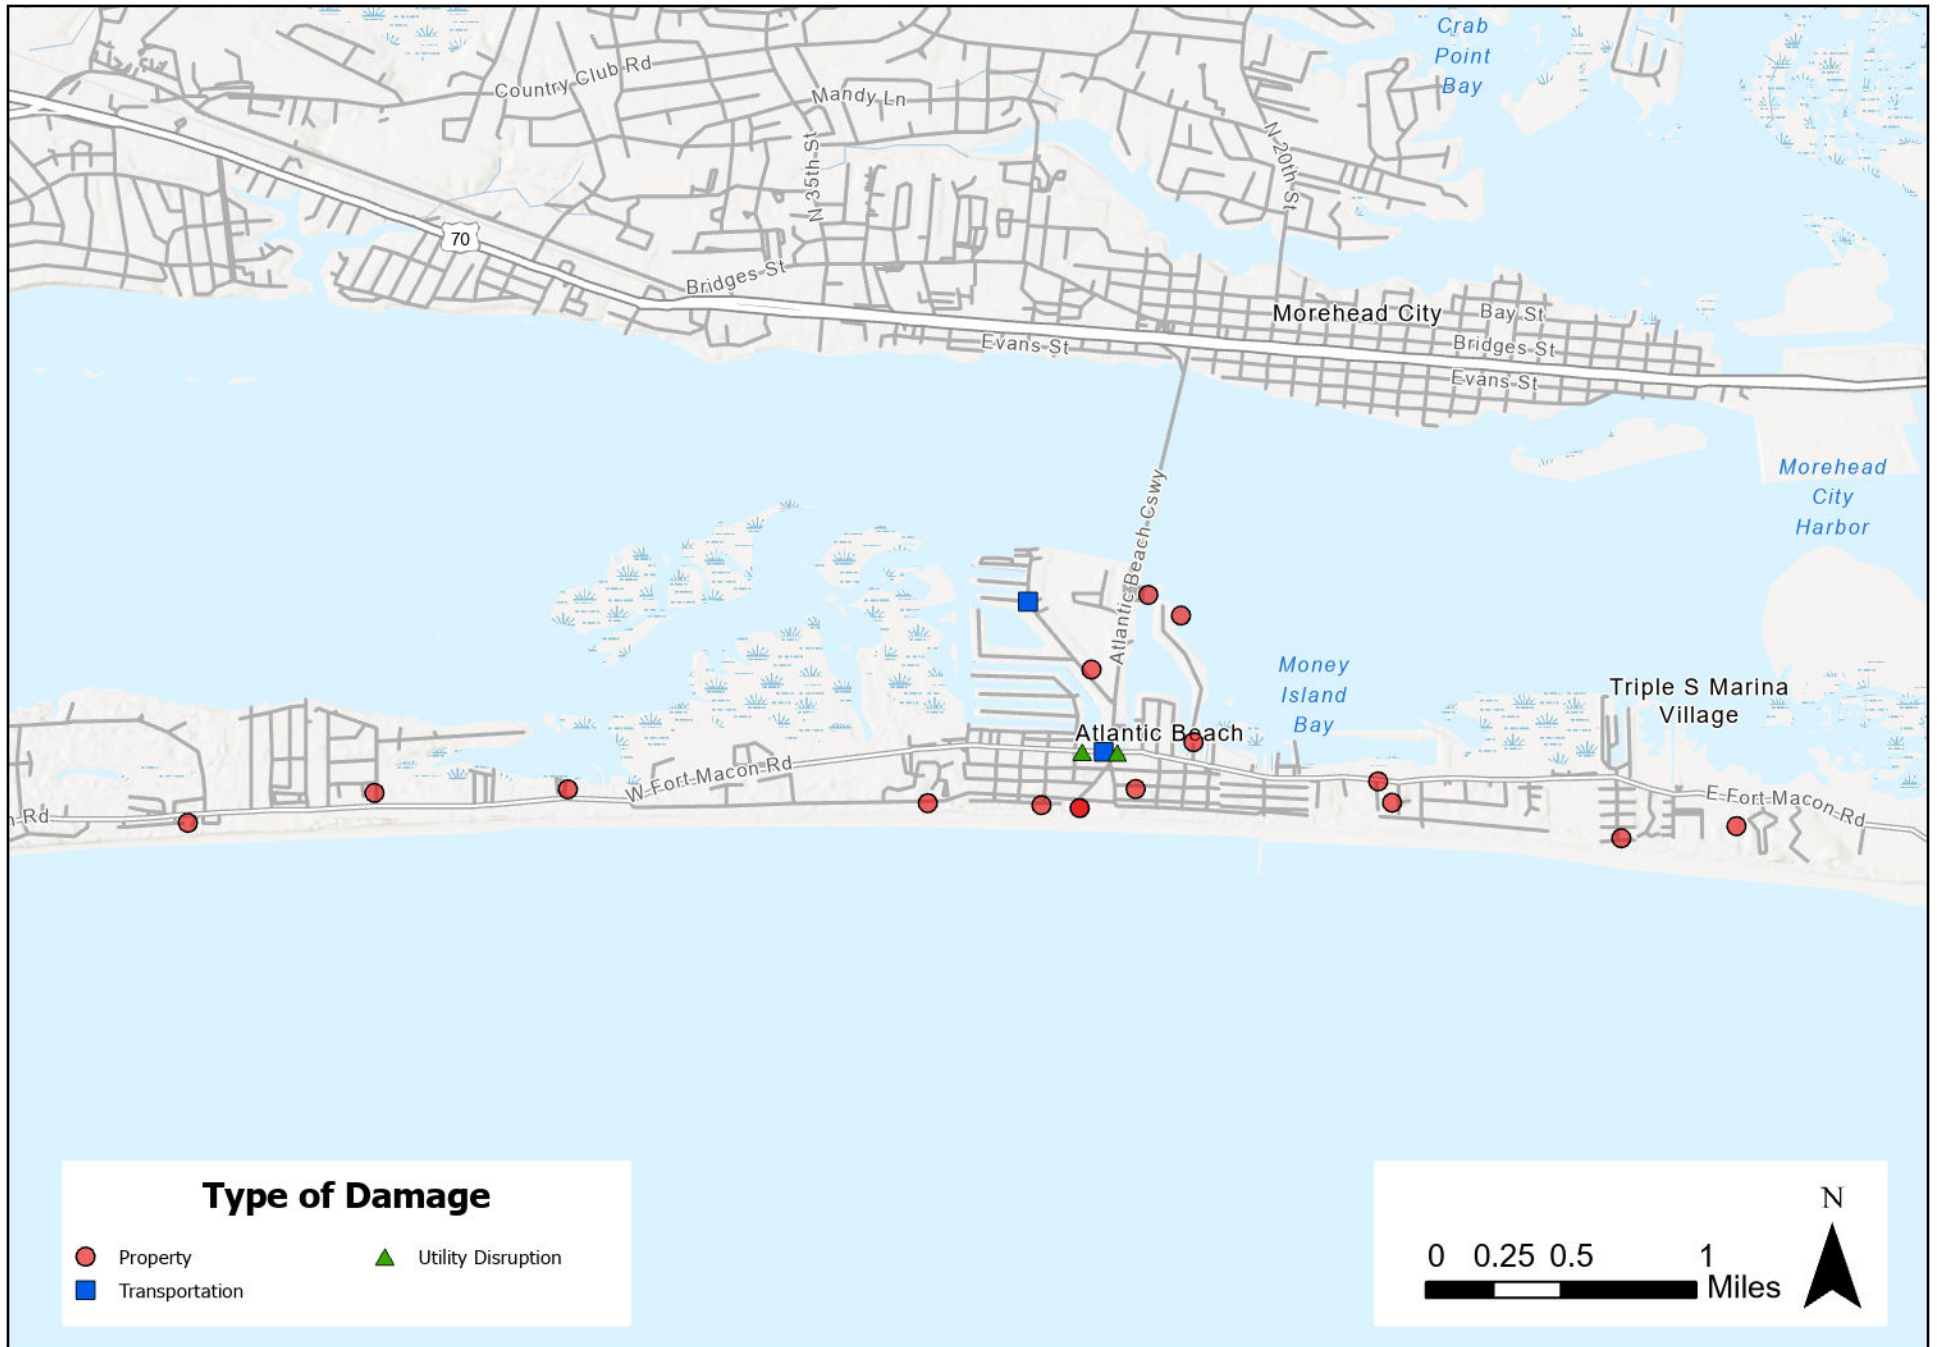 Crab
Point
Bay
Country Club Rd
Mandy Ln
N 35th St
N 20th St
70
Bridges St
Morehead City
Bay St
Evans St
Bridges St
Evans St
Morehead
City
Harbor
Atlantic Beach Cswy
Money
Island
Bay
Triple S Marina
Village
Atlantic Beach
W Fort Macon Rd
E Fort Macon Rd
n Rd
Type of Damage
Property
Utility Disruption
Transportation
N
0 0.25 0.5 1
Miles